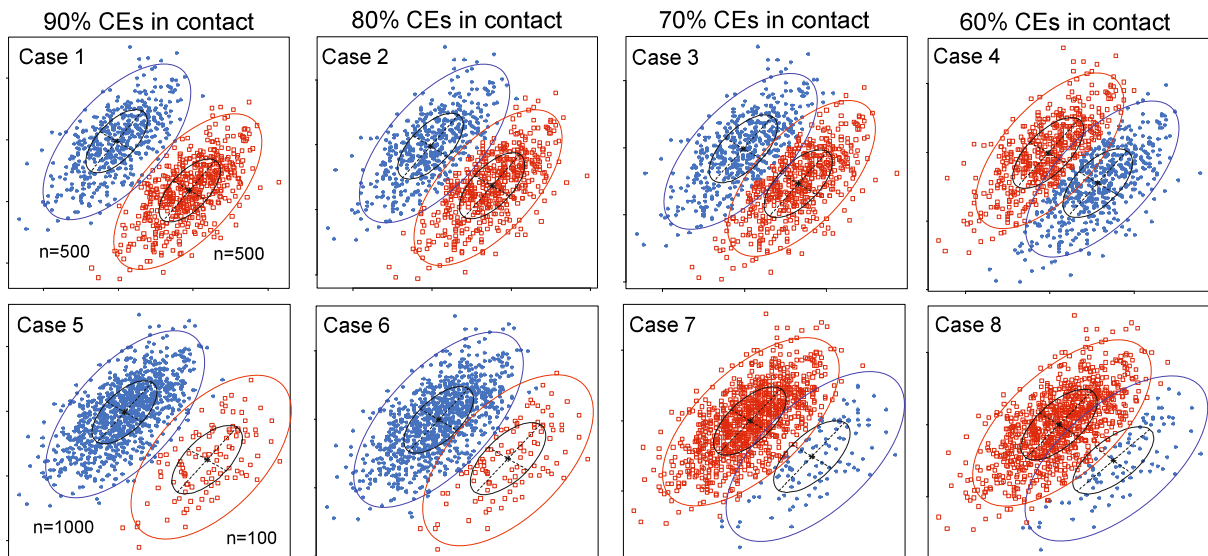 90% CEs in contact
80% CEs in contact
70% CEs in contact
60% CEs in contact
Case 1
Case 2
Case 3
Case 4
n=500
n=500
Case 5
Case 6
Case 7
Case 8
n=1000
n=100